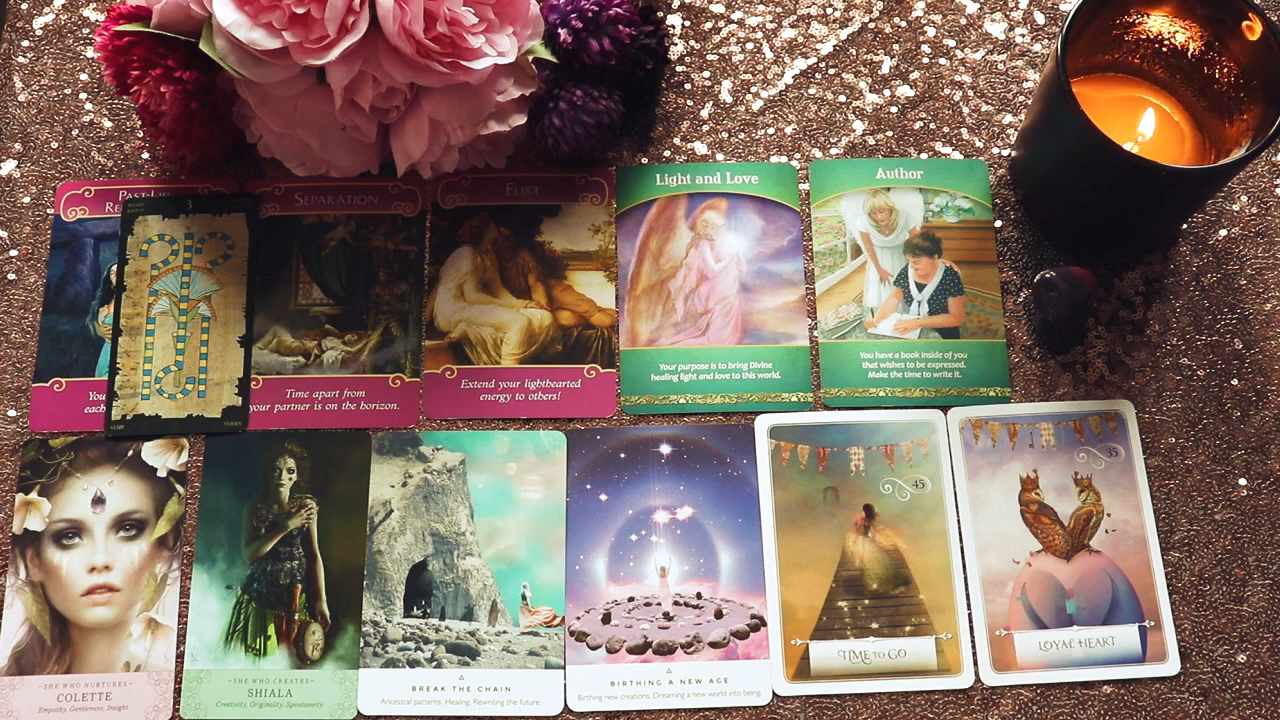 PAST-LIFE
You
each
3
SEPARATION
Time apart from
your partner is on the horizon.
FLIRT
Extend your lighthearted
energy to others!
Light and Love
Your purpose is to bring Divine
healing light and love to this world.
Author
You have a book inside of you
that wishes to be expressed.
Make the time to write it.
~SHE WHO NURTURES~
COLETTE
Empathy, Gentleness, Insight
~SHE WHO CREATES~
SHIALA
Creativity, Originality, Spontaneity
BREAK THE CHAIN
Ancestral patterns. Healing. Rewriting the future.
BIRTHING A NEW AGE
Birthing new creations. Dreaming a new world into being.
45
TIME TO GO
35
LOYAL HEART